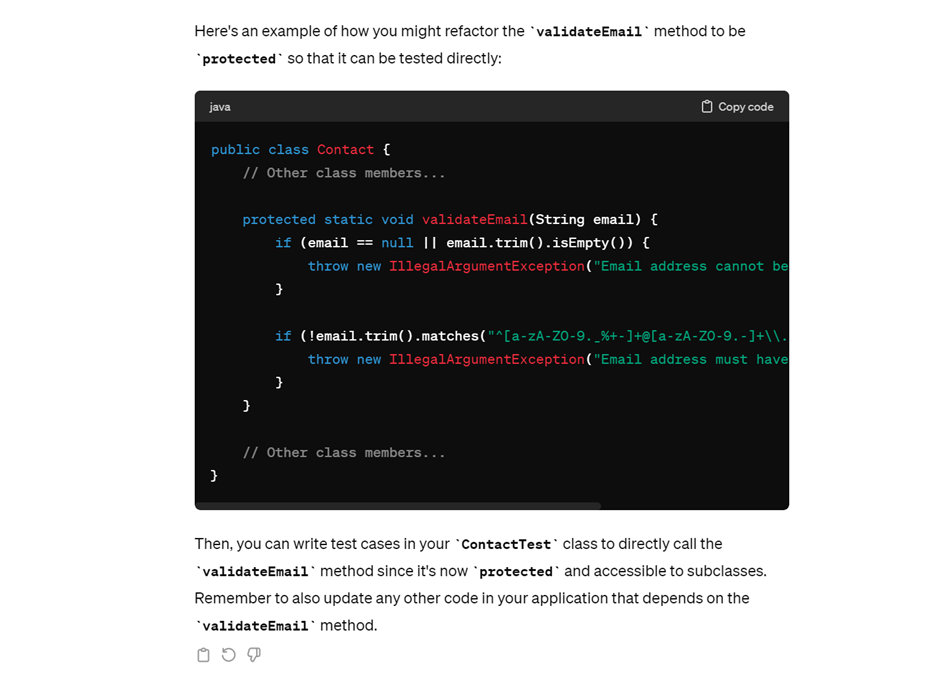 Here's an example of how you might refactor the `validateEmail` method to be
`protected` so that it can be tested directly:
java
Copy code
public class Contact {
    // Other class members...
    protected static void validateEmail(String email) {
        if (email == null || email.trim().isEmpty()) {
            throw new IllegalArgumentException("Email address cannot be
        }
        if (!email.trim().matches("^[a-zA-Z0-9._%+-]+@[a-zA-Z0-9.-]+\\.
            throw new IllegalArgumentException("Email address must have
        }
    }
    // Other class members...
}
Then, you can write test cases in your `ContactTest` class to directly call the
`validateEmail` method since it's now `protected` and accessible to subclasses.
Remember to also update any other code in your application that depends on the
`validateEmail` method.